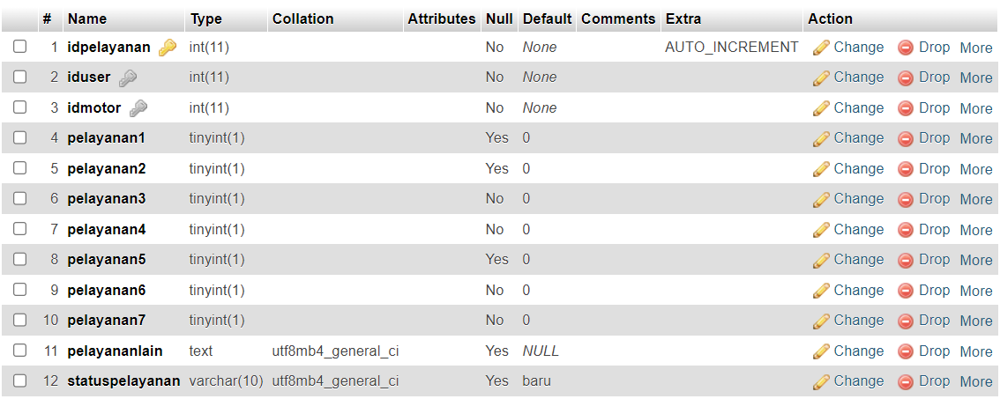 # Name Type Collation Attributes Null Default Comments Extra Action
1 idpelayanan int(11) No None AUTO_INCREMENT Change Drop More
2 iduser int(11) No None Change Drop More
3 idmotor int(11) No None Change Drop More
4 pelayanan1 tinyint(1) Yes 0 Change Drop More
5 pelayanan2 tinyint(1) Yes 0 Change Drop More
6 pelayanan3 tinyint(1) No 0 Change Drop More
7 pelayanan4 tinyint(1) No 0 Change Drop More
8 pelayanan5 tinyint(1) Yes 0 Change Drop More
9 pelayanan6 tinyint(1) No 0 Change Drop More
10 pelayanan7 tinyint(1) No 0 Change Drop More
11 pelayananlain text utf8mb4_general_ci Yes NULL Change Drop More
12 statuspelayanan varchar(10) utf8mb4_general_ci Yes baru Change Drop More